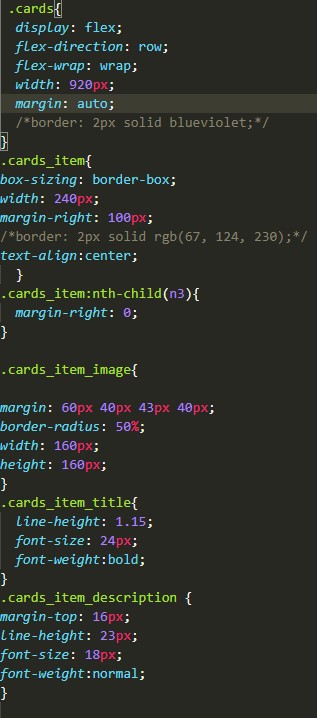 .cards{
display: flex;
flex-direction: row;
flex-wrap: wrap;
width: 920px;
margin: auto;
/*border: 2px solid blueviolet;*/
}
.cards_item{
box-sizing: border-box;
width: 240px;
margin-right: 100px;
/*border: 2px solid rgb(67, 124, 230);*/
text-align:center;
}
.cards_item:nth-child(n3){
margin-right: 0;
}
.cards_item_image{
margin: 60px 40px 43px 40px;
border-radius: 50%;
width: 160px;
height: 160px;
}
.cards_item_title{
line-height: 1.15;
font-size: 24px;
font-weight:bold;
}
.cards_item_description {
margin-top: 16px;
line-height: 23px;
font-size: 18px;
font-weight:normal;
}